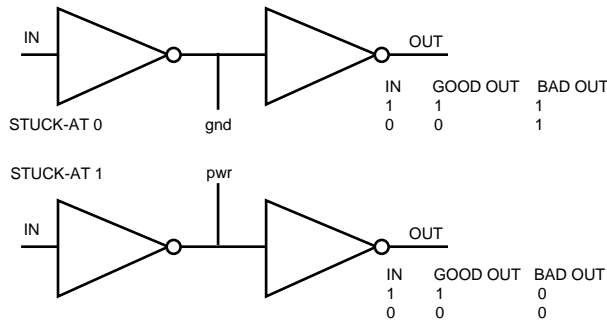 IN
OUT
IN GOOD OUT BAD OUT
1 1 1
0 0 1
STUCK-AT 0
gnd
STUCK-AT 1
pwr
IN
OUT
IN GOOD OUT BAD OUT
1 1 0
0 0 0